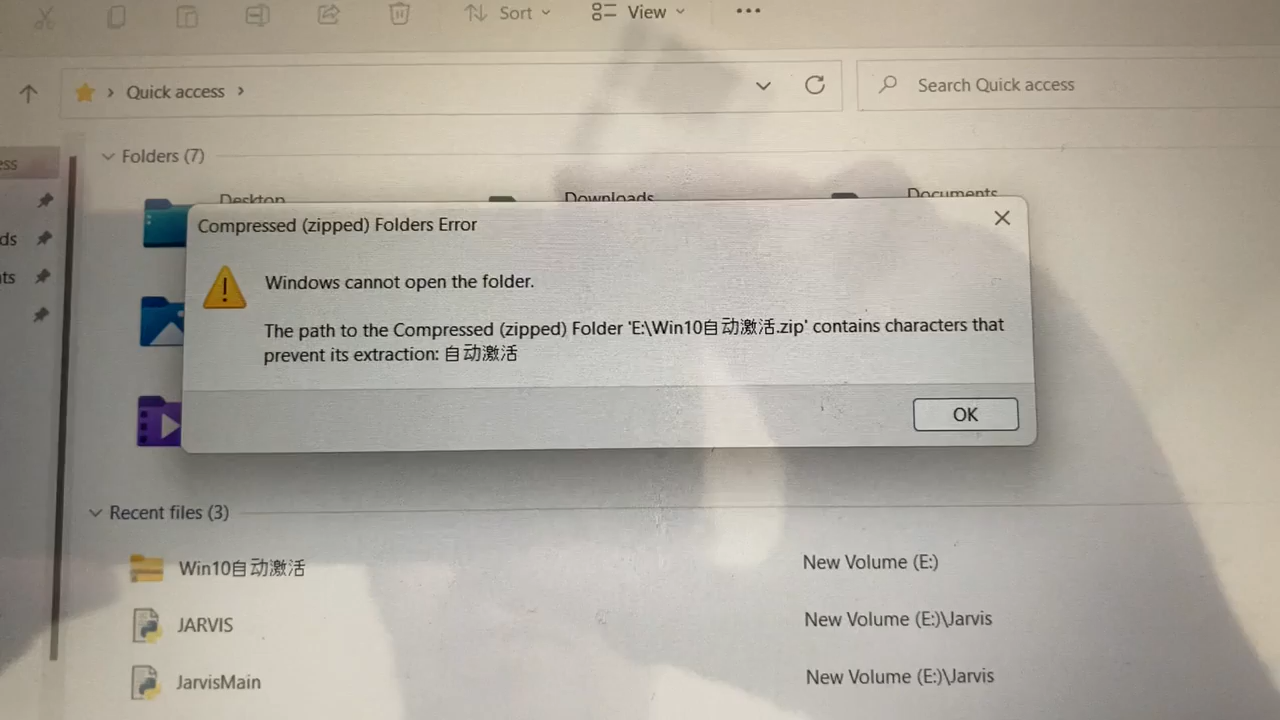 Sort
View
Quick access
Search Quick access
ess
Folders (7)
Desktop
Downloads
Documents
ds
ts
Compressed (zipped) Folders Error
Windows cannot open the folder.
The path to the Compressed (zipped) Folder 'E:\Win10自动激活.zip' contains characters that
prevent its extraction: 自动激活
OK
Recent files (3)
Win10自动激活
New Volume (E:)
JARVIS
New Volume (E:)\Jarvis
JarvisMain
New Volume (E:)\Jarvis